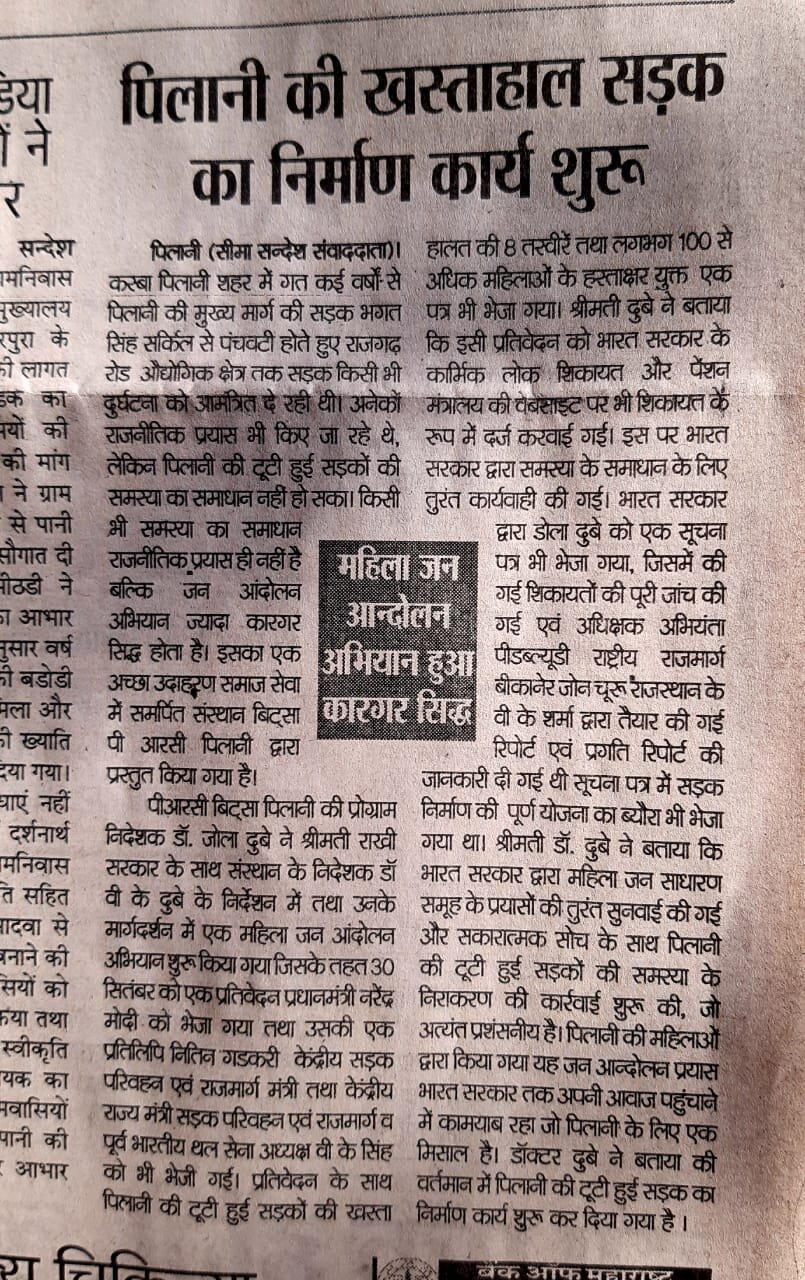 डिया
ों ने
र
सन्देश
ामनिवास
मुख्यालय
रपुरा के
की लागत
डक का
यों की
की मांग
ा ने ग्राम
से पानी
सौगात दी
मीठडी ने
ा आभार
नुसार वर्ष
की बडोडी
मला और
की ख्याति
दया गया।
धाएं नहीं
दर्शनार्थ
ामनिवास
ति सहित
ादवा से
बनाने की
सियों को
कया तथा
स्वीकृति
यक का
मवासियों
पानी की
र आभार
पिलानी की खस्ताहाल सड़क
का निर्माण कार्य शुरू
पिलानी (सीमा सन्देश संवाददाता)।
कस्बा पिलानी शहर में गत कई वर्षों से
पिलानी की मुख्य मार्ग की सड़क भगत
सिंह सर्किल से पंचवटी होते हुए राजगढ़
रोड औद्योगिक क्षेत्र तक सड़क किसी भी
दुर्घटना को आमंत्रित दे रही थी। अनेकों
राजनीतिक प्रयास भी किए जा रहे थे,
लेकिन पिलानी की टूटी हुई सड़कों की
समस्या का समाधान नहीं हो सका। किसी
भी समस्या का समाधान
राजनीतिक प्रयास ही नहीं है
बल्कि जन आंदोलन
अभियान ज्यादा कारगर
सिद्ध होता है। इसका एक
अच्छा उदाहरण समाज सेवा
में समर्पित संस्थान बिट्सा
पी आरसी पिलानी द्वारा
प्रस्तुत किया गया है।
पीआरसी बिट्सा पिलानी की प्रोग्राम
निदेशक डॉ. जोला दुबे ने श्रीमती राखी
सरकार के साथ संस्थान के निदेशक डॉ
वी के दुबे के निर्देशन में तथा उनके
मार्गदर्शन में एक महिला जन आंदोलन
अभियान शुरू किया गया जिसके तहत 30
सितंबर को एक प्रतिवेदन प्रधानमंत्री नरेंद्र
मोदी को भेजा गया तथा उसकी एक
प्रतिलिपि नितिन गडकरी केंद्रीय सड़क
परिवहन एवं राजमार्ग मंत्री तथा केंद्रीय
राज्य मंत्री सड़क परिवहन एवं राजमार्ग व
पूर्व भारतीय थल सेना अध्यक्ष वी के सिंह
को भी भेजी गई। प्रतिवेदन के साथ
पिलानी की टूटी हुई सड़कों की खस्ता
महिला जन
आन्दोलन
अभियान हुआ
कारगर सिद्ध
हालत की 8 तस्वीरें तथा लगभग 100 से
अधिक महिलाओं के हस्ताक्षर युक्त एक
पत्र भी भेजा गया। श्रीमती दुबे ने बताया
कि इसी प्रतिवेदन को भारत सरकार के
कार्मिक लोक शिकायत और पेंशन
मंत्रालय की वेबसाइट पर भी शिकायत के
रूप में दर्ज करवाई गई। इस पर भारत
सरकार द्वारा समस्या के समाधान के लिए
तुरंत कार्यवाही की गई। भारत सरकार
द्वारा डोला दुबे को एक सूचना
पत्र भी भेजा गया, जिसमें की
गई शिकायतों की पूरी जांच की
गई एवं अधिक्षक अभियंता
पीडब्ल्यूडी राष्ट्रीय राजमार्ग
बीकानेर जोन चूरू राजस्थान के
वी के शर्मा द्वारा तैयार की गई
रिपोर्ट एवं प्रगति रिपोर्ट की
जानकारी दी गई थी सूचना पत्र में सड़क
निर्माण की पूर्ण योजना का ब्यौरा भी भेजा
गया था। श्रीमती डॉ. दुबे ने बताया कि
भारत सरकार द्वारा महिला जन साधारण
समूह के प्रयासों की तुरंत सुनवाई की गई
और सकारात्मक सोच के साथ पिलानी
की टूटी हुई सड़कों की समस्या के
निराकरण की कार्रवाई शुरू की, जो
अत्यंत प्रशंसनीय है। पिलानी की महिलाओं
द्वारा किया गया यह जन आन्दोलन प्रयास
भारत सरकार तक अपनी आवाज पहुंचाने
में कामयाब रहा जो पिलानी के लिए एक
मिसाल है। डॉक्टर दुबे ने बताया की
वर्तमान में पिलानी की टूटी हुई सड़क का
निर्माण कार्य शुरू कर दिया गया है।
बैंक ऑफ महाराष्ट्र